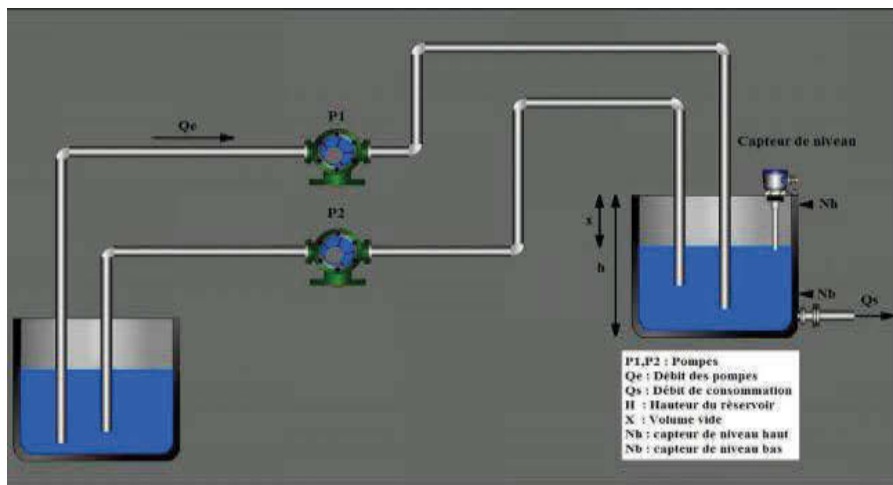 P1
Qe
Capteur de niveau
P2
Nh
x
h
Nb
Qs
P1,P2 : Pompes
Qe : Débit des pompes
Qs : Débit de consommation
H : Hauteur du rèservoir
X : Volume vide
Nh : capteur de niveau haut
Nb : capteur de niveau bas